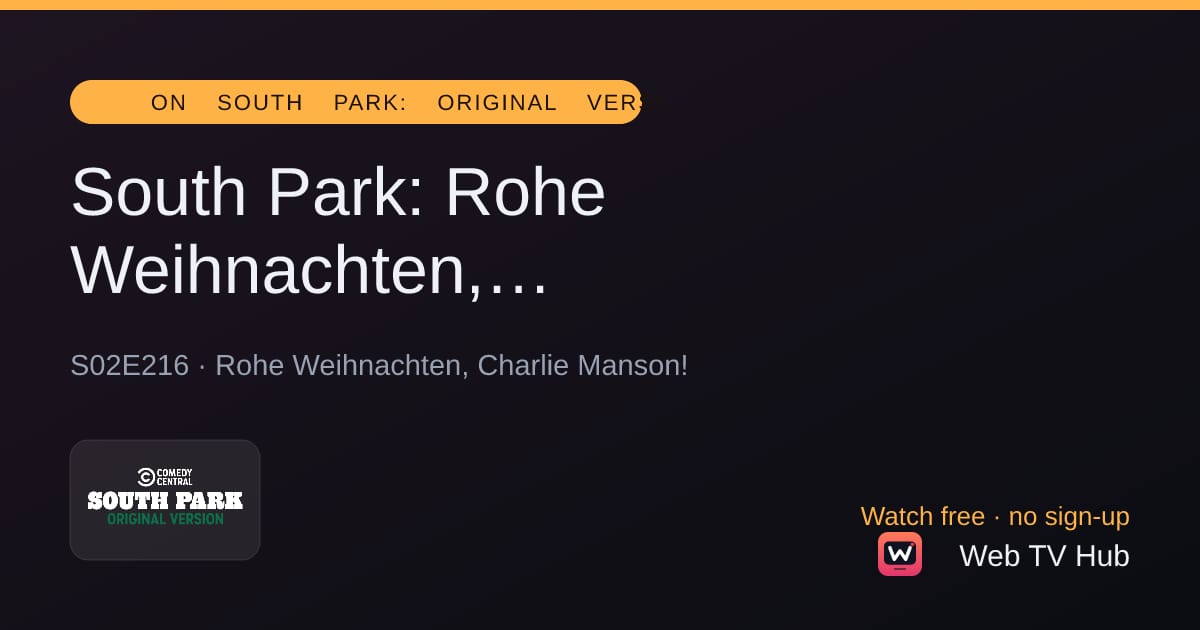 ON SOUTH PARK: ORIGINAL VERS
South Park: Rohe
Weihnachten,…
S02E216 · Rohe Weihnachten, Charlie Manson!
COMEDY
CENTRAL
SOUTH PARK
ORIGINAL VERSION
Watch free · no sign-up
W
Web TV Hub